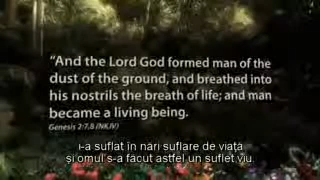 “And the Lord God formed man of the
dust of the ground, and breathed into
his nostrils the breath of life; and man
became a living being.
Genesis 2:7,8 (NKJV)
i-a suflat în nări suflare de viaţă
şi omul s-a făcut astfel un suflet viu.